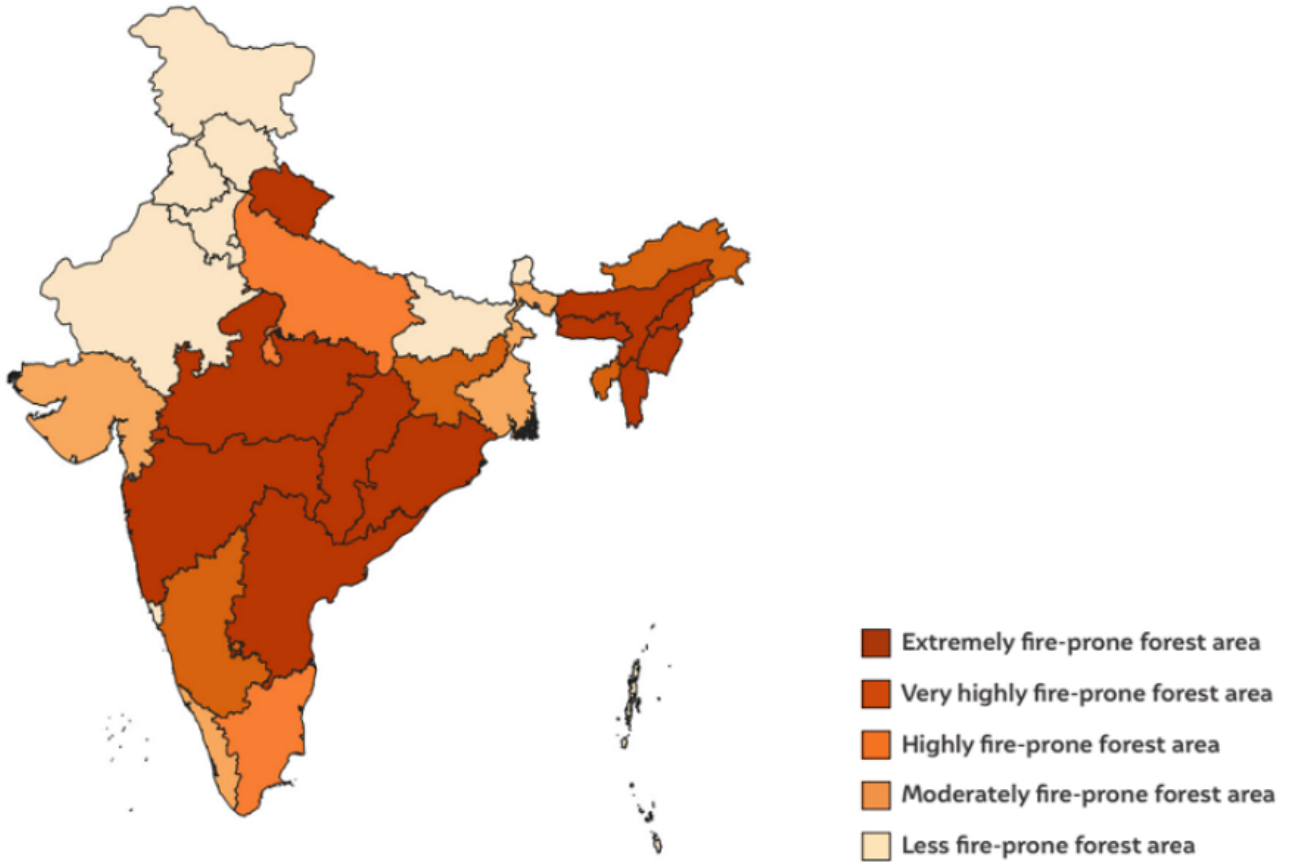 Extremely fire-prone forest area
Very highly fire-prone forest area
Highly fire-prone forest area
Moderately fire-prone forest area
Less fire-prone forest area